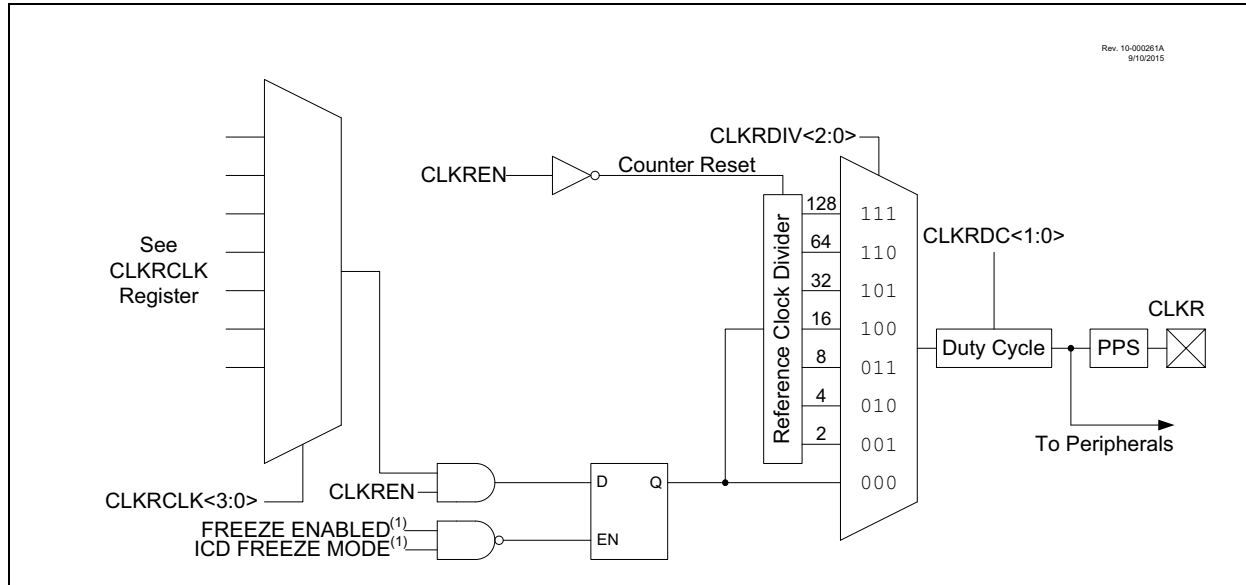 Rev. 10-000261A
9/10/2015
CLKRDIV<2:0>
Counter Reset
CLKREN
See
CLKRCLK
Register
Reference Clock Divider
128
64
32
16
8
4
2
111
110
101
100
011
010
001
000
CLKRDC<1:0>
CLKR
Duty Cycle
PPS
To Peripherals
CLKREN
D
Q
EN
CLKRCLK<3:0>
FREEZE ENABLED(1)
ICD FREEZE MODE(1)